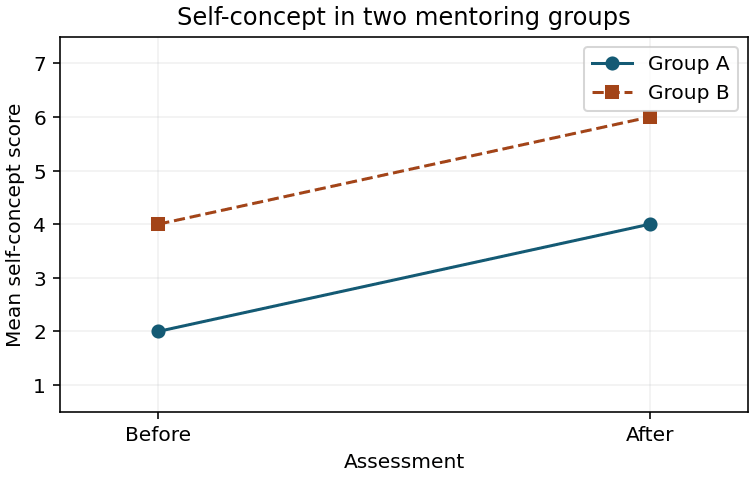 Self-concept in two mentoring groups
Group A
Group B
Mean self-concept score
7
6
5
4
3
2
1
Before
After
Assessment